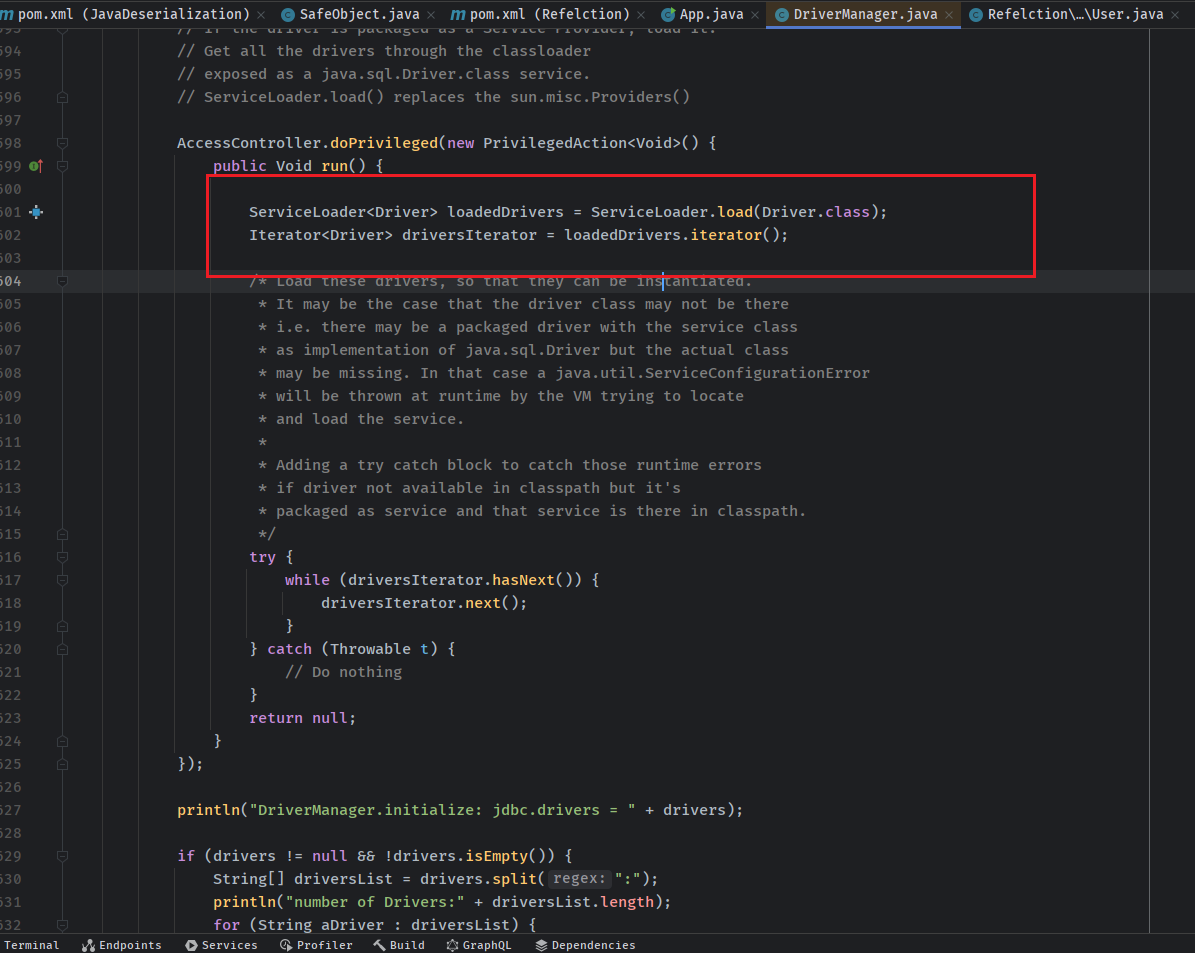 pom.xml (JavaDeserialization) SafeObject.java pom.xml (Refelction) App.java DriverManager.java Refelction\...\User.java
// If the driver is packaged as a Service Provider, load it.
594 // Get all the drivers through the classloader
595 // exposed as a java.sql.Driver.class service.
596 // ServiceLoader.load() replaces the sun.misc.Providers()
597
598 AccessController.doPrivileged(new PrivilegedAction<Void>() {
599 public Void run() {
600
601 ServiceLoader<Driver> loadedDrivers = ServiceLoader.load(Driver.class);
602 Iterator<Driver> driversIterator = loadedDrivers.iterator();
603
604 /* Load these drivers, so that they can be instantiated.
605 * It may be the case that the driver class may not be there
606 * i.e. there may be a packaged driver with the service class
607 * as implementation of java.sql.Driver but the actual class
608 * may be missing. In that case a java.util.ServiceConfigurationError
609 * will be thrown at runtime by the VM trying to locate
610 * and load the service.
611 *
612 * Adding a try catch block to catch those runtime errors
613 * if driver not available in classpath but it's
614 * packaged as service and that service is there in classpath.
615 */
616 try {
617 while (driversIterator.hasNext()) {
618 driversIterator.next();
619 }
620 } catch (Throwable t) {
621 // Do nothing
622 }
623 return null;
624 }
625 });
626
627 println("DriverManager.initialize: jdbc.drivers = " + drivers);
628
629 if (drivers != null && !drivers.isEmpty()) {
630 String[] driversList = drivers.split( regex: ":");
631 println("number of Drivers:" + driversList.length);
632 for (String aDriver : driversList) {
Terminal Endpoints Services Profiler Build GraphQL Dependencies